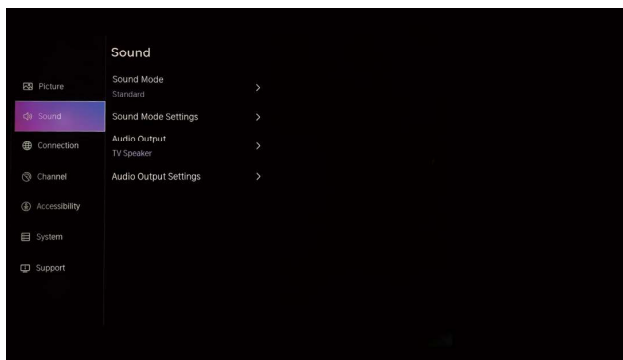 Sound
Picture
Sound
Connection
Channel
Accessibility
System
Support
Sound Mode
Standard
Sound Mode Settings
Audio Output
TV Speaker
Audio Output Settings